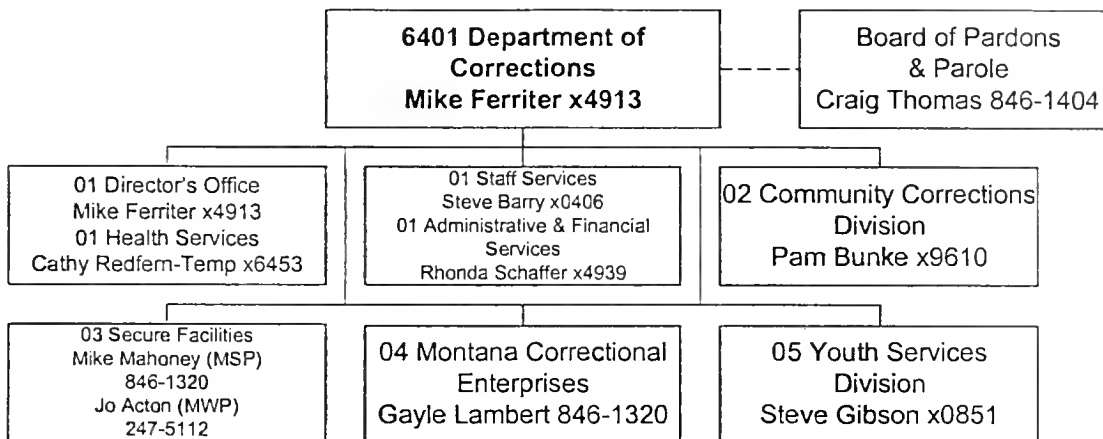 6401 Department of
Corrections
Mike Ferriter x4913
Board of Pardons
& Parole
Craig Thomas 846-1404
01 Director's Office
Mike Ferriter x4913
01 Health Services
Cathy Redfern-Temp x6453
01 Staff Services
Steve Barry x0406
01 Administrative & Financial
Services
Rhonda Schaffer x4939
02 Community Corrections
Division
Pam Bunke x9610
03 Secure Facilities
Mike Mahoney (MSP)
846-1320
Jo Acton (MWP)
247-5112
04 Montana Correctional
Enterprises
Gayle Lambert 846-1320
05 Youth Services
Division
Steve Gibson x0851